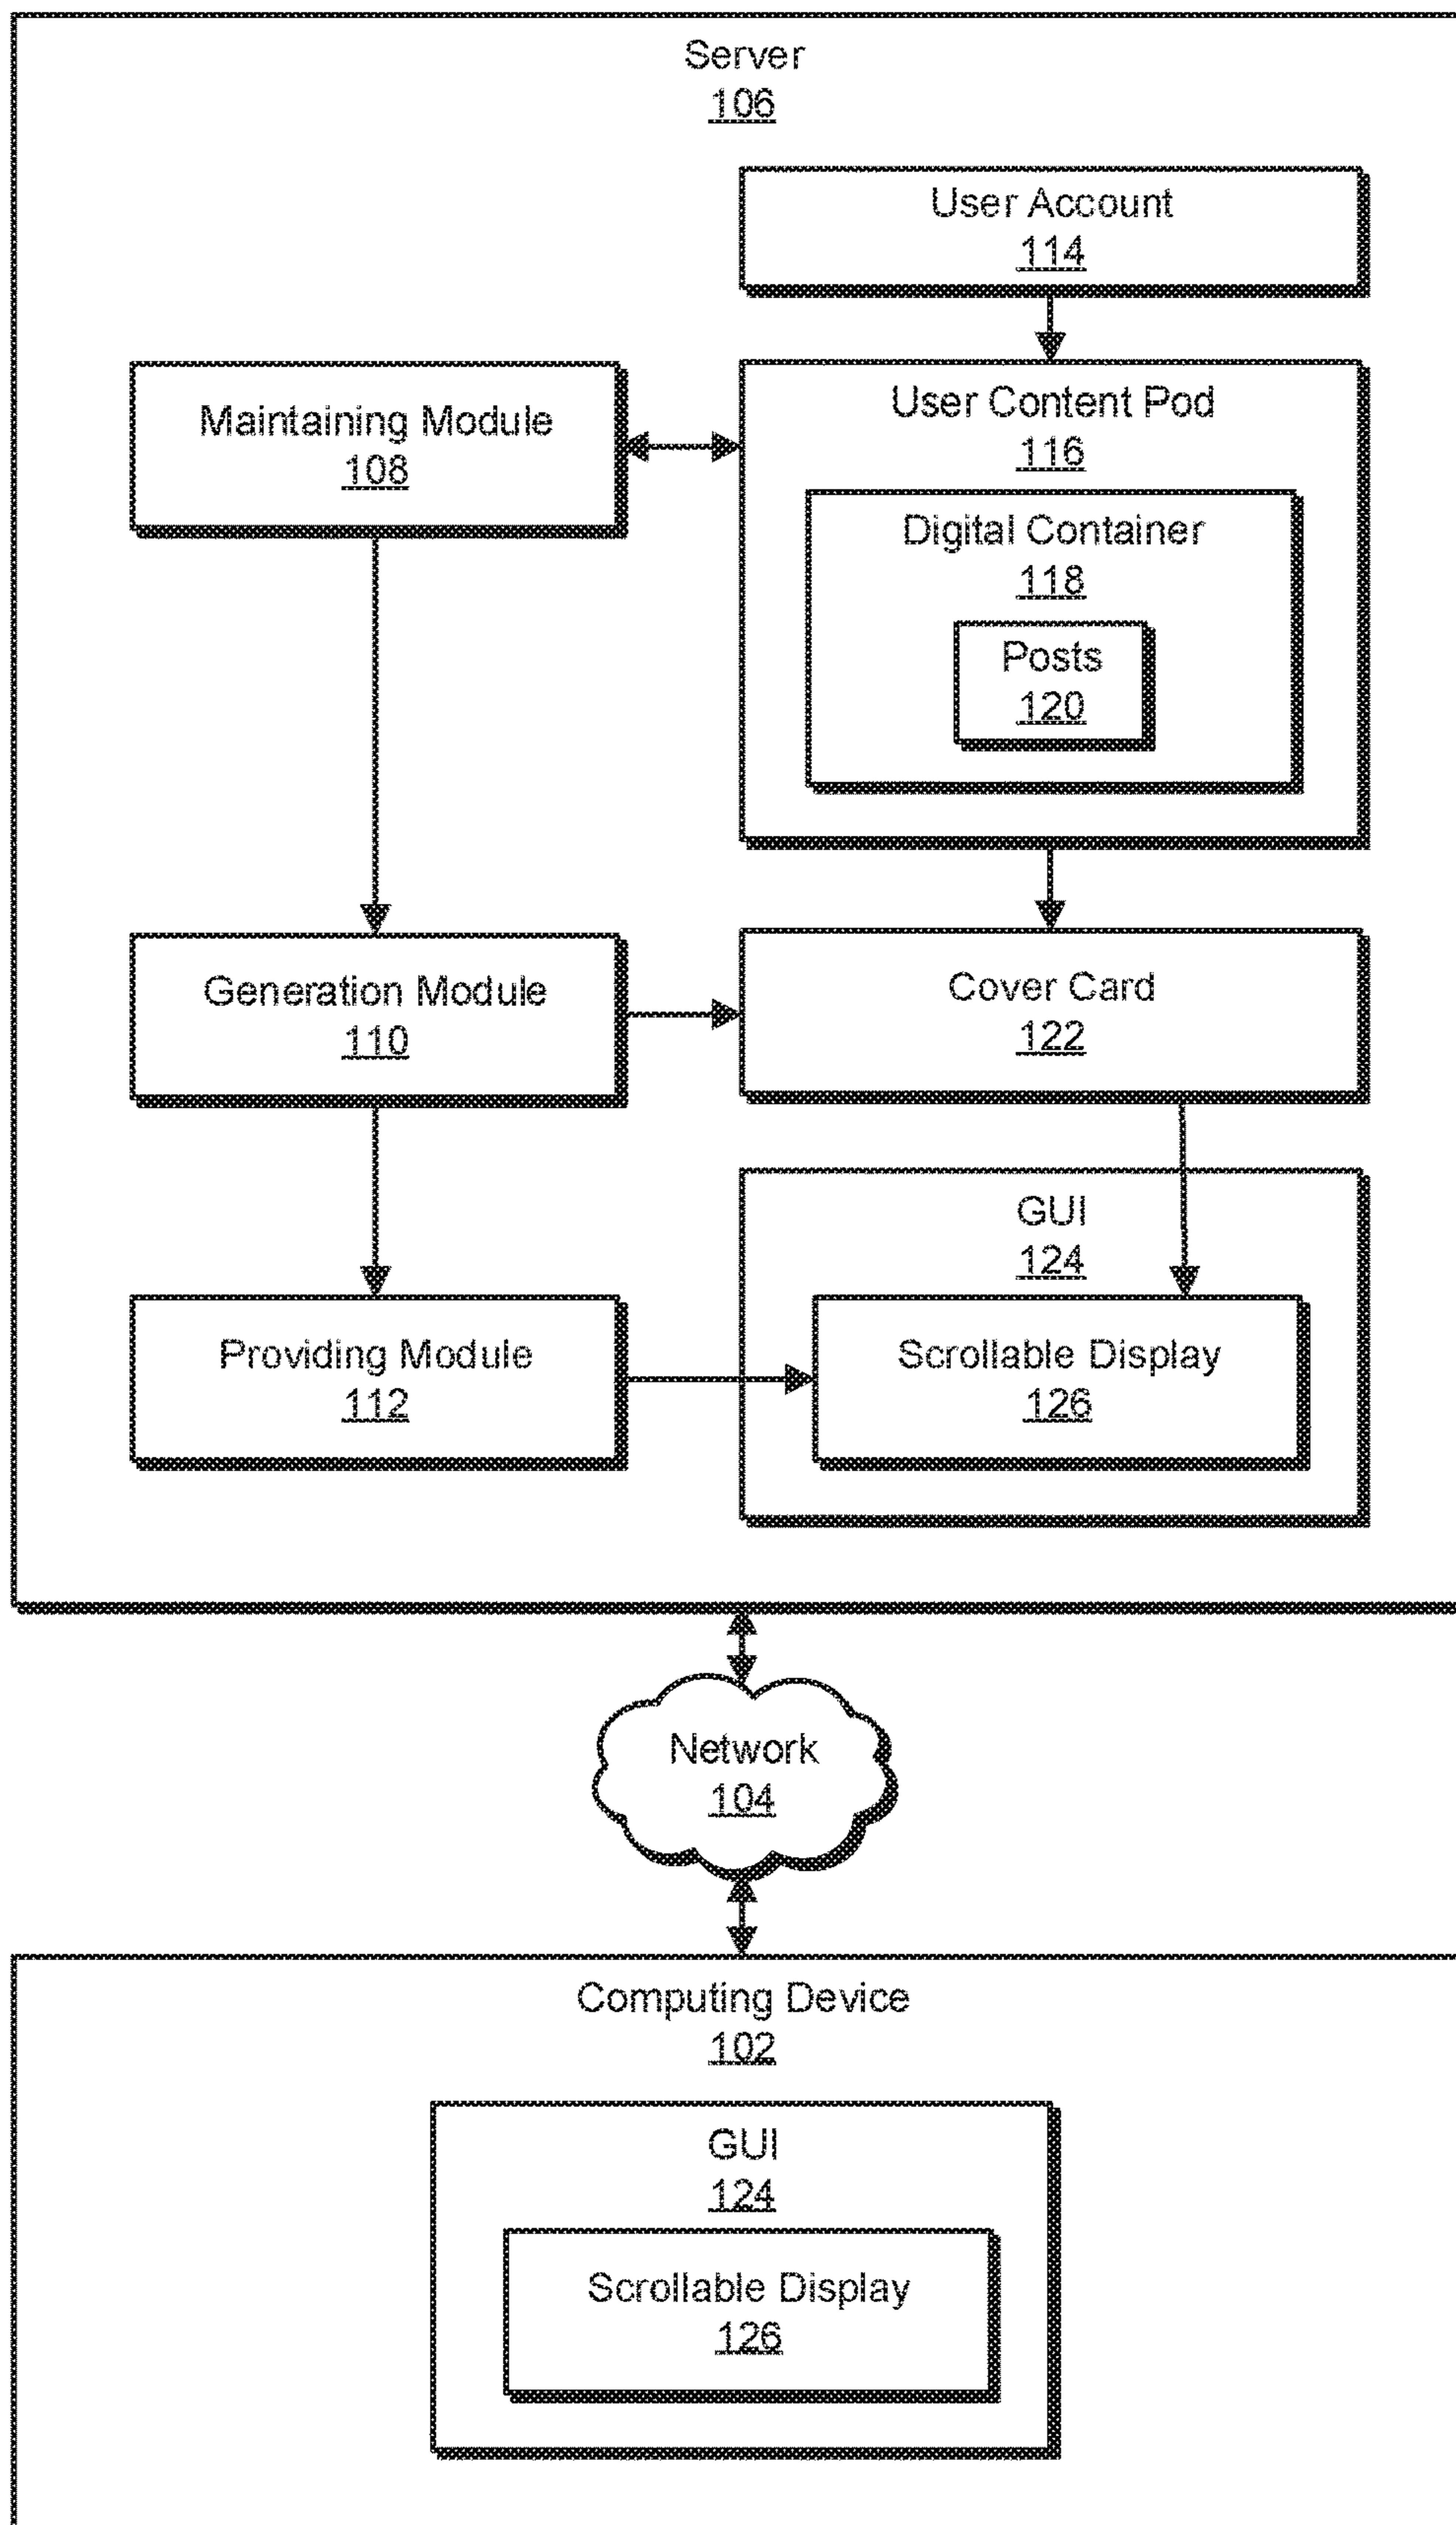 Server
106
User Account
114
Maintaining Module
108
User Content Pod
116
Digital Container
118
Posts
120
Generation Module
110
Cover Card
122
GUI
124
Providing Module
112
Scrollable Display
126
Network
104
Computing Device
102
GUI
124
Scrollable Display
126